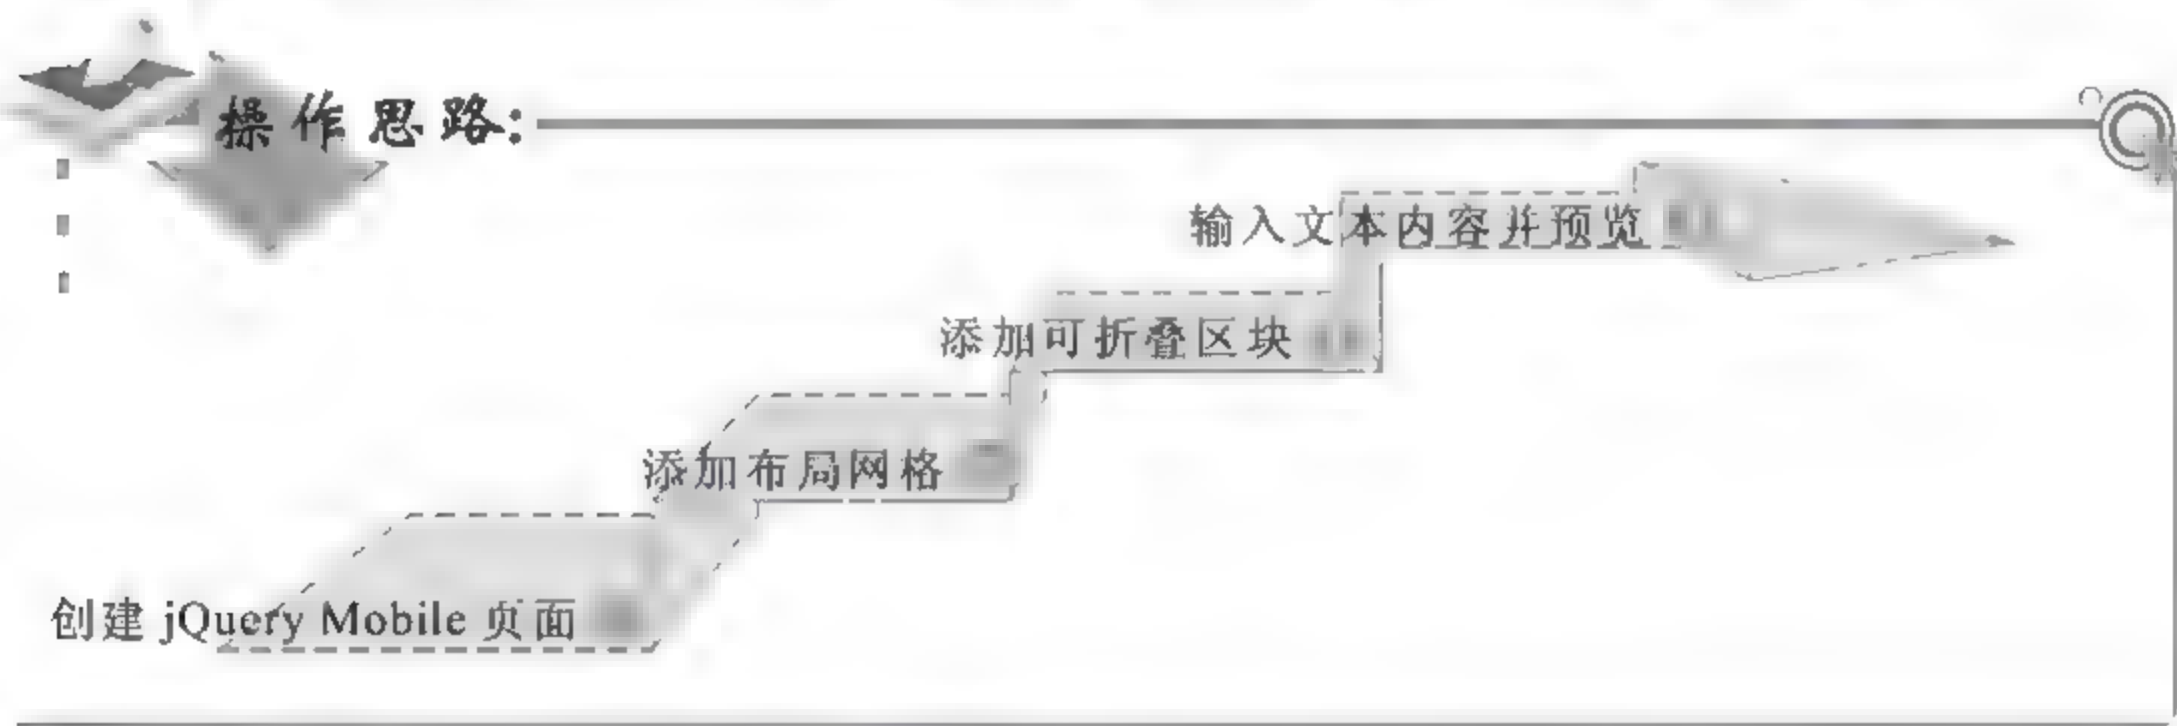 操作思路:
输入文本内容并预览
添加可折叠区块
添加布局网格
创建 jQuery Mobile 页面